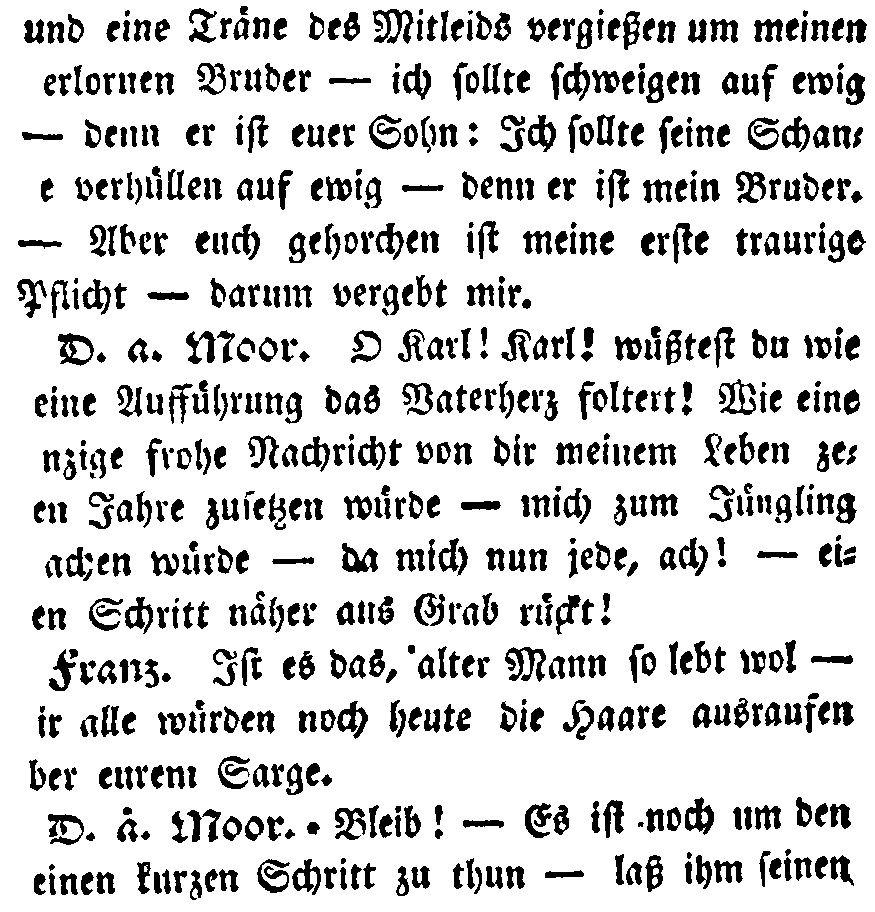 und eine Träne des Mitleids vergießen um meinen
erlornen Bruder — ich sollte schweigen auf ewig
— denn er ist euer Sohn: Ich sollte seine Schan-
e verhüllen auf ewig — denn er ist mein Bruder.
— Aber euch gehorchen ist meine erste traurige
Pflicht — darum vergebt mir.
D. a. Moor. O Karl! Karl! wüßtest du wie
eine Aufführung das Vaterherz foltert! Wie eine
nzige frohe Nachricht von dir meinem Leben ze-
en Jahre zusetzen würde — mich zum Jüngling
achen würde — da mich nun jede, ach! — ei-
en Schritt näher ans Grab rückt!
Franz. Ist es das, alter Mann so lebt wol —
ir alle würden noch heute die Haare ausraufen
ber eurem Sarge.
D. a. Moor. Bleib! — Es ist noch um den
einen kurzen Schritt zu thun — laß ihm seinen